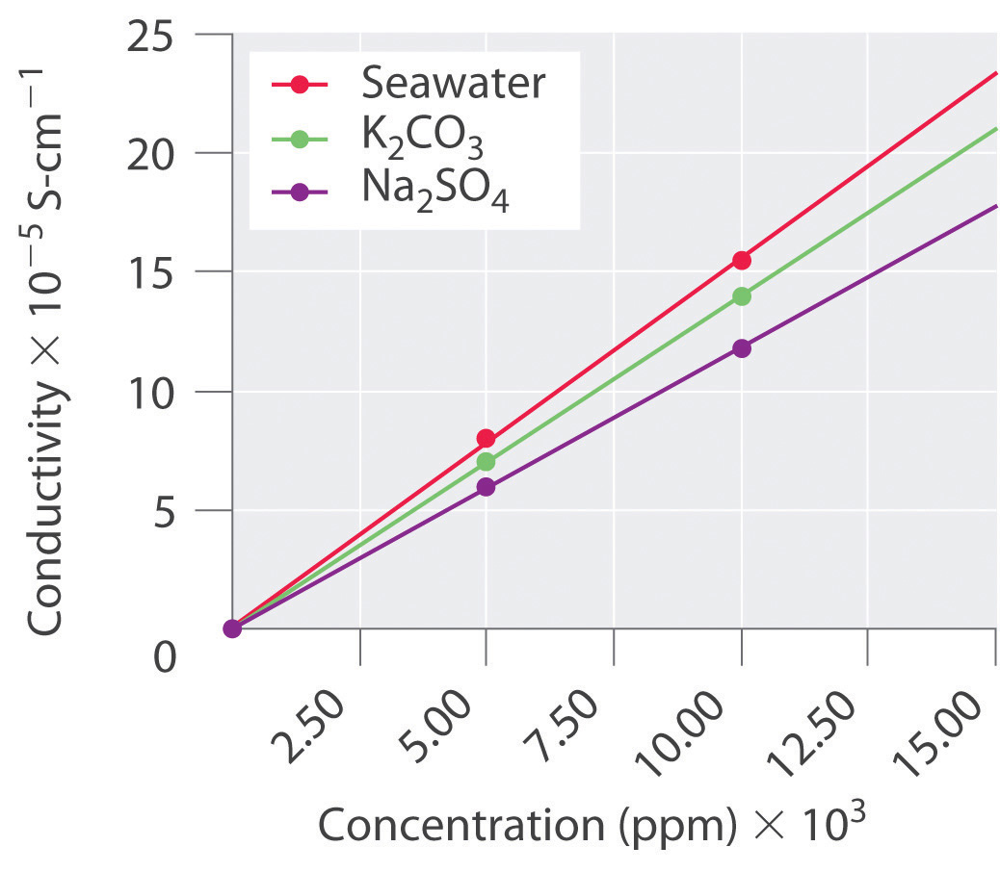 25
20
15
10
5
0
Conductivity × 10⁻⁵ S-cm⁻¹
Seawater
K₂CO₃
Na₂SO₄
2.50
5.00
7.50
10.00
12.50
15.00
Concentration (ppm) × 10³